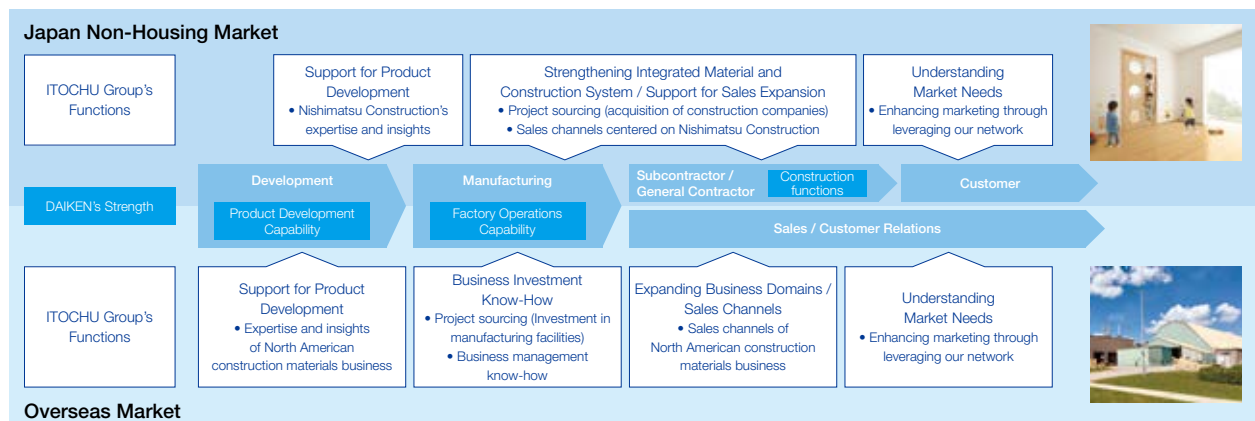 Japan Non-Housing Market
ITOCHU Group's
Functions
Support for Product
Development
• Nishimatsu Construction's
expertise and insights
Strengthening Integrated Material and
Construction System / Support for Sales Expansion
• Project sourcing (acquisition of construction companies)
• Sales channels centered on Nishimatsu Construction
Understanding
Market Needs
• Enhancing marketing through
leveraging our network
DAIKEN's Strength
Development
Product Development
Capability
Manufacturing
Factory Operations
Capability
Subcontractor /
General Contractor
Construction
functions
Customer
Sales / Customer Relations
ITOCHU Group's
Functions
Support for Product
Development
• Expertise and insights
of North American
construction materials business
Business Investment
Know-How
• Project sourcing (Investment in
manufacturing facilities)
• Business management
know-how
Expanding Business Domains /
Sales Channels
• Sales channels of
North American construction
materials business
Understanding
Market Needs
• Enhancing marketing through
leveraging our network
Overseas Market